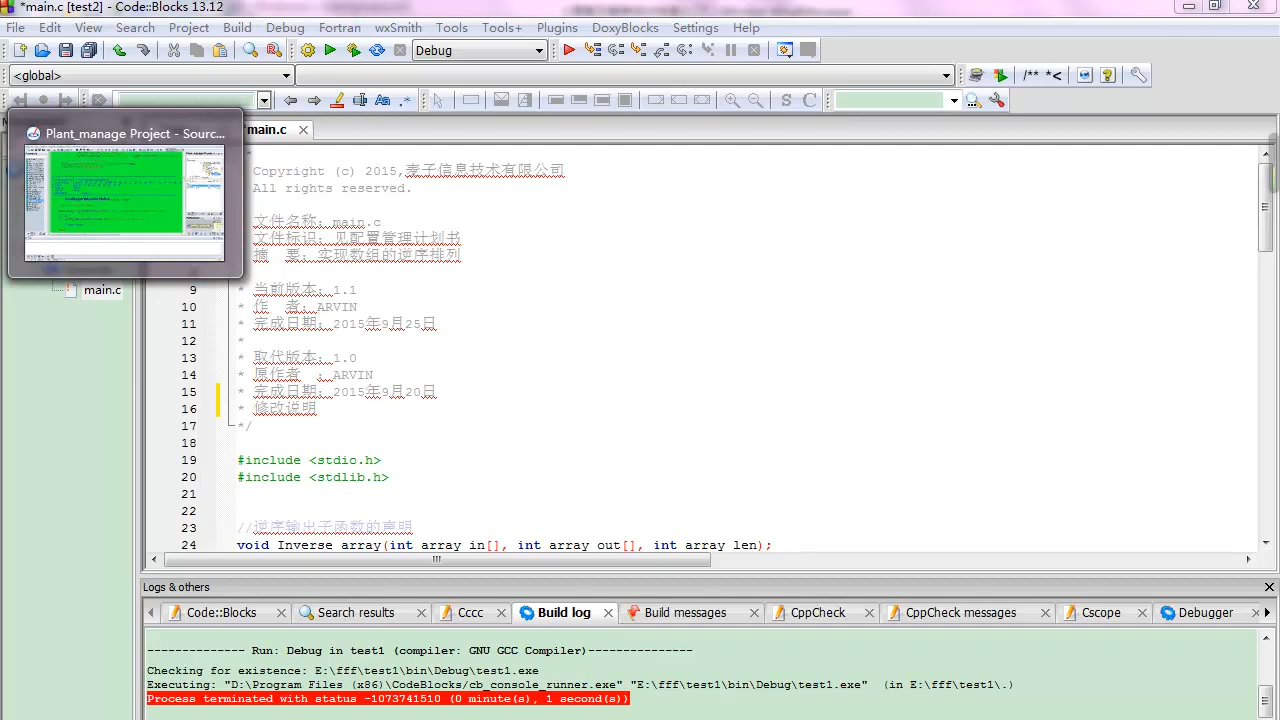 *main.c [test2] - Code::Blocks 13.12
File Edit View Search Project Build Debug Fortran wxSmith Tools Tools+ Plugins DoxyBlocks Settings Help
Debug
<global>
/** *<
Plant_manage Project - Sourc...
main.c
main.c
Copyright (c) 2015,麦子信息技术有限公司
All rights reserved.
文件名称: main.c
文件标识: 见配置管理计划书
摘 要: 实现数组的逆序排列
9 * 当前版本: 1.1
10 * 作 者: ARVIN
11 * 完成日期: 2015年9月25日
12 *
13 * 取代版本: 1.0
14 * 原作者 : ARVIN
15 * 完成日期: 2015年9月20日
16 * 修改说明
17 */
18
19 #include <stdio.h>
20 #include <stdlib.h>
21
22
23 //逆序输出子函数的声明
24 void Inverse_array(int array_in[], int array_out[], int array_len);
Logs & others
Code::Blocks Search results Cccc Build log Build messages CppCheck CppCheck messages Cscope Debugger
-------------- Run: Debug in test1 (compiler: GNU GCC Compiler)---------------
Checking for existence: E:\fff\test1\bin\Debug\test1.exe
Executing: "D:\Program Files (x86)\CodeBlocks/cb_console_runner.exe" "E:\fff\test1\bin\Debug\test1.exe" (in E:\fff\test1\.)
Process terminated with status -1073741510 (0 minute(s), 1 second(s))